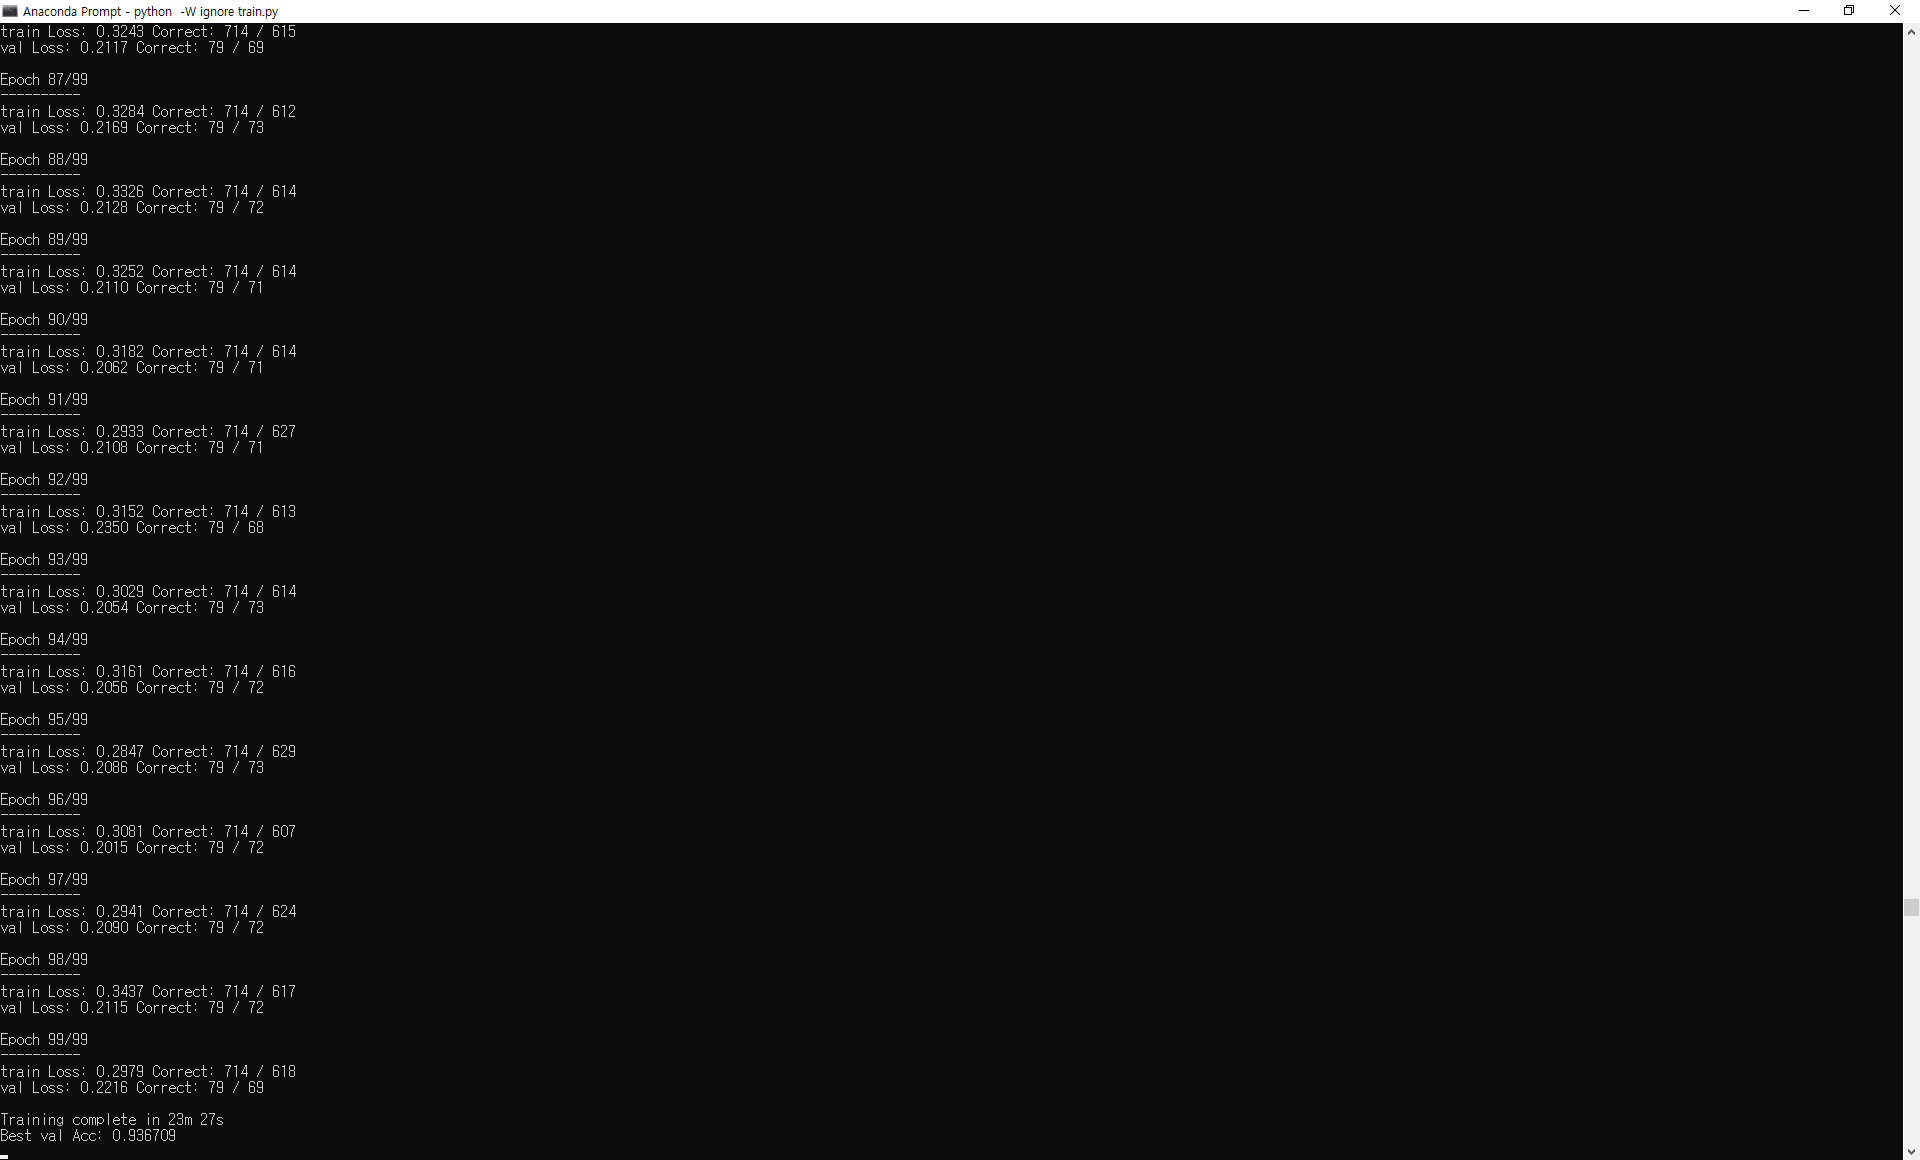 Anaconda Prompt - python  -W ignore train.py
train Loss: 0.3243 Correct: 714 / 615
val Loss: 0.2117 Correct: 79 / 69
Epoch 87/99
----------
train Loss: 0.3284 Correct: 714 / 612
val Loss: 0.2169 Correct: 79 / 73
Epoch 88/99
----------
train Loss: 0.3326 Correct: 714 / 614
val Loss: 0.2128 Correct: 79 / 72
Epoch 89/99
----------
train Loss: 0.3252 Correct: 714 / 614
val Loss: 0.2110 Correct: 79 / 71
Epoch 90/99
----------
train Loss: 0.3182 Correct: 714 / 614
val Loss: 0.2062 Correct: 79 / 71
Epoch 91/99
----------
train Loss: 0.2933 Correct: 714 / 627
val Loss: 0.2108 Correct: 79 / 71
Epoch 92/99
----------
train Loss: 0.3152 Correct: 714 / 613
val Loss: 0.2350 Correct: 79 / 68
Epoch 93/99
----------
train Loss: 0.3029 Correct: 714 / 614
val Loss: 0.2054 Correct: 79 / 73
Epoch 94/99
----------
train Loss: 0.3161 Correct: 714 / 616
val Loss: 0.2056 Correct: 79 / 72
Epoch 95/99
----------
train Loss: 0.2847 Correct: 714 / 629
val Loss: 0.2086 Correct: 79 / 73
Epoch 96/99
----------
train Loss: 0.3081 Correct: 714 / 607
val Loss: 0.2015 Correct: 79 / 72
Epoch 97/99
----------
train Loss: 0.2941 Correct: 714 / 624
val Loss: 0.2090 Correct: 79 / 72
Epoch 98/99
----------
train Loss: 0.3437 Correct: 714 / 617
val Loss: 0.2115 Correct: 79 / 72
Epoch 99/99
----------
train Loss: 0.2979 Correct: 714 / 618
val Loss: 0.2216 Correct: 79 / 69
Training complete in 23m 27s
Best val Acc: 0.936709